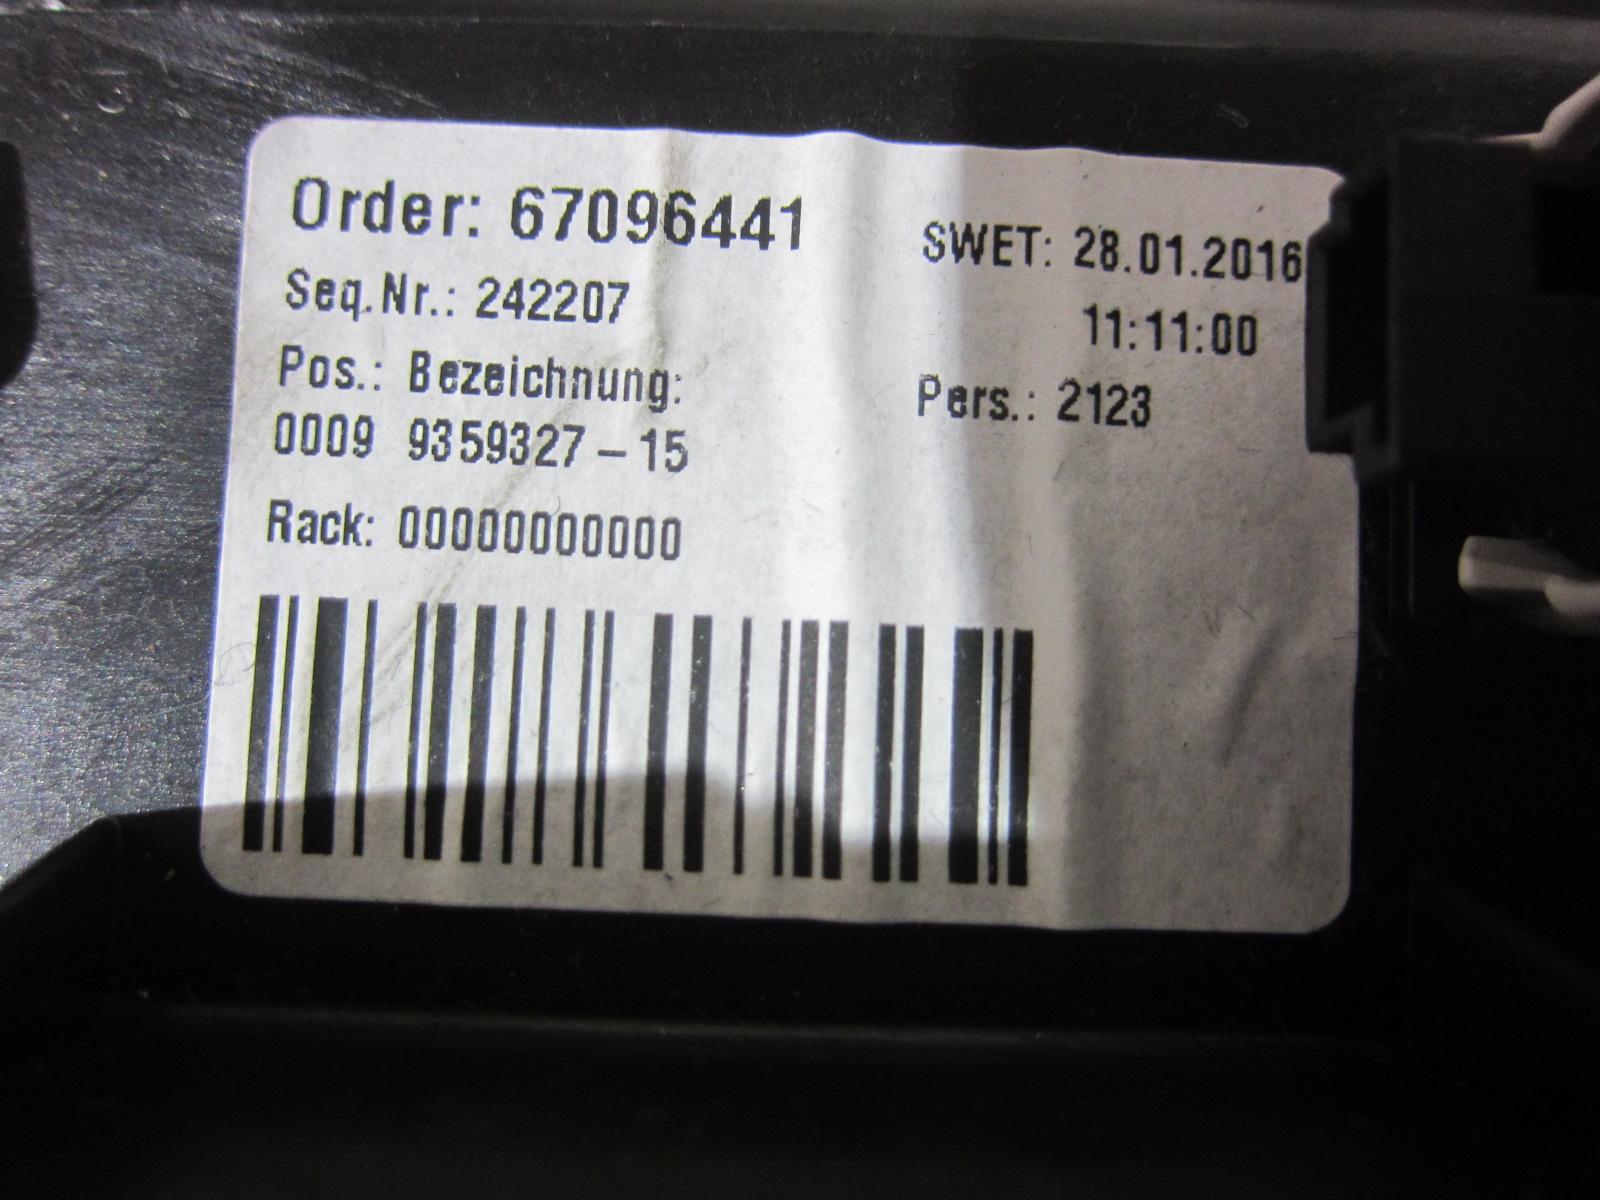 Order: 67096441
Seq.Nr.: 242207
Pos.: Bezeichnung:
0009 9359327-15
Rack: 00000000000
SWET: 28.01.2016
11:11:00
Pers.: 2123